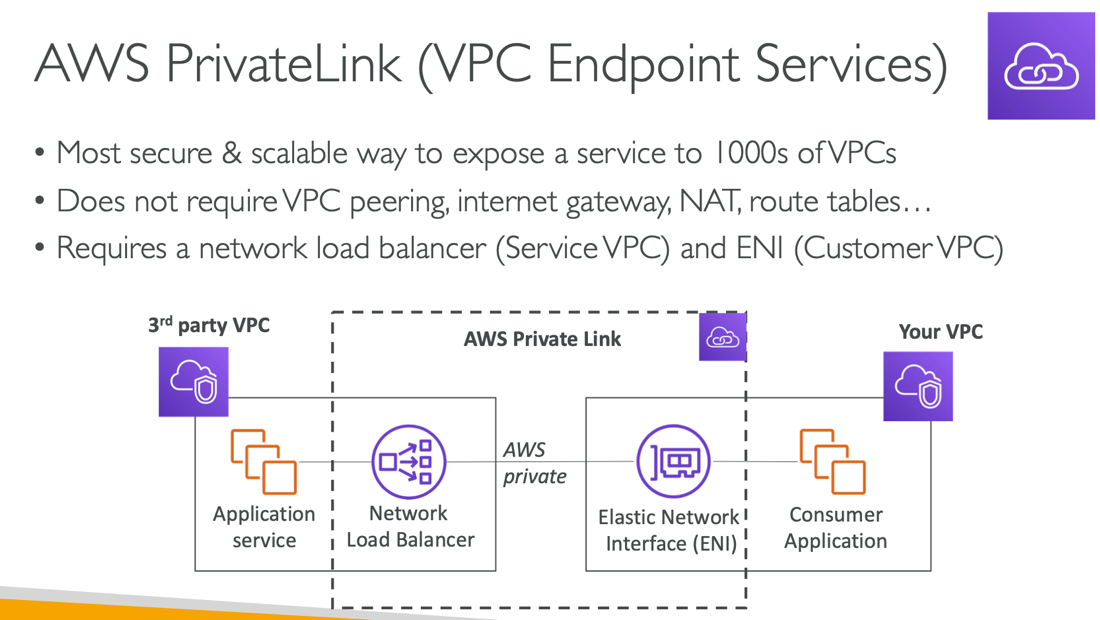 AWS PrivateLink (VPC Endpoint Services)
• Most secure & scalable way to expose a service to 1000s of VPCs
• Does not require VPC peering, internet gateway, NAT, route tables…
• Requires a network load balancer (Service VPC) and ENI (Customer VPC)
3rd party VPC
AWS Private Link
Your VPC
AWS
private
Application
service
Network
Load Balancer
Elastic Network
Interface (ENI)
Consumer
Application